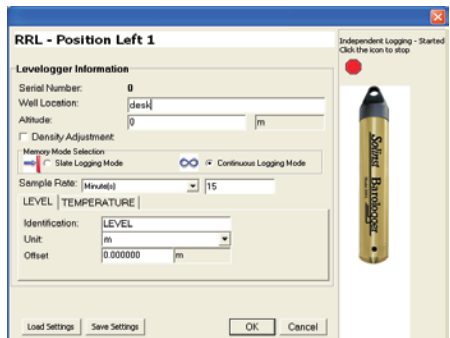 RRL - Position Left 1
Independent Logging - Started
Click the icon to stop
Levelogger Information
Serial Number: 0
Well Location: desk
Altitude: 0 m
Density Adjustment
Memory Mode Selection
Slate Logging Mode Continuous Logging Mode
Sample Rate: Minute(s) 15
LEVEL TEMPERATURE
Identification: LEVEL
Unit: m
Offset 0.000000 m
Load Settings Save Settings OK Cancel
Solinst
Barologger